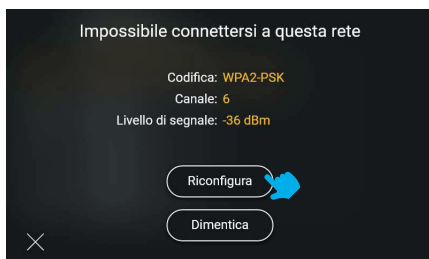 Impossibile connettersi a questa rete
Codifica: WPA2-PSK
Canale: 6
Livello di segnale: -36 dBm
Riconfigura
Dimentica